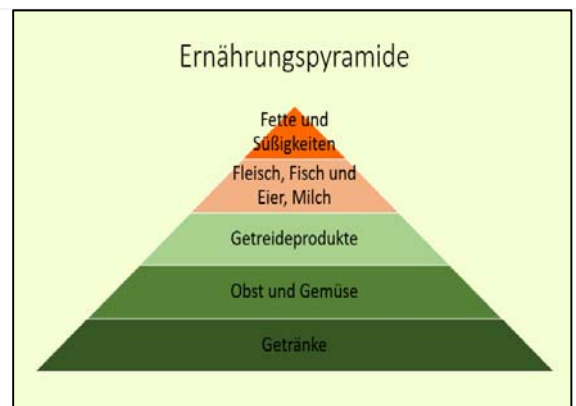 Ernährungspyramide
Fette und
Süßigkeiten
Fleisch, Fisch und
Eier, Milch
Getreideprodukte
Obst und Gemüse
Getränke